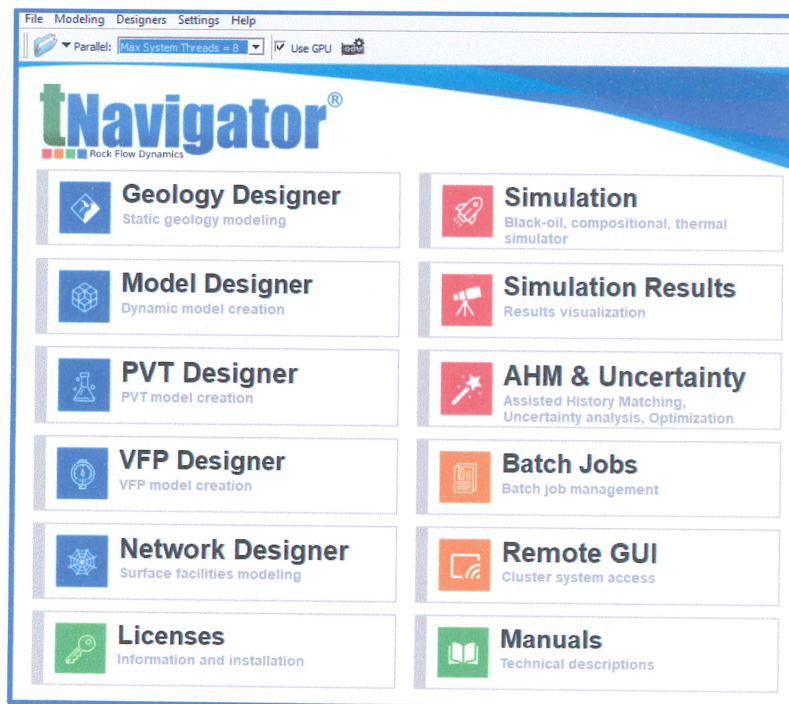 File Modeling Designers Settings Help
Parallel: Max System Threads = 8 Use GPU
tNavigator®
Rock Flow Dynamics
Geology Designer
Static geology modeling
Simulation
Black-oil, compositional, thermal
simulator
Model Designer
Dynamic model creation
Simulation Results
Results visualization
PVT Designer
PVT model creation
AHM & Uncertainty
Assisted History Matching,
Uncertainty analysis, Optimization
VFP Designer
VFP model creation
Batch Jobs
Batch job management
Network Designer
Surface facilities modeling
Remote GUI
Cluster system access
Licenses
Information and installation
Manuals
Technical descriptions